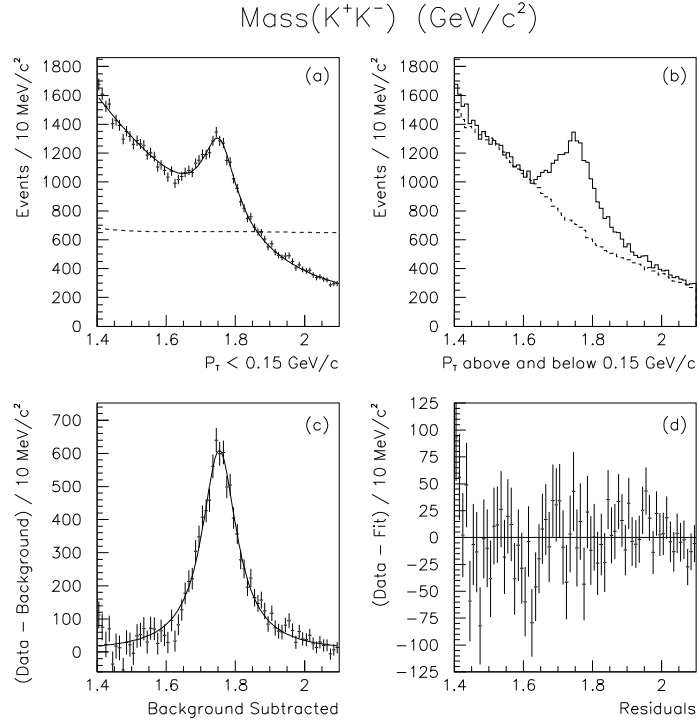 Mass(K⁺K⁻) (GeV/c²)
Events / 10 MeV/c²
1800
1600
1400
1200
1000
800
600
400
200
0
(a)
1.4 1.6 1.8 2
P_T < 0.15 GeV/c
Events / 10 MeV/c²
1800
1600
1400
1200
1000
800
600
400
200
0
(b)
1.4 1.6 1.8 2
P_T above and below 0.15 GeV/c
(Data − Background) / 10 MeV/c²
700
600
500
400
300
200
100
0
(c)
1.4 1.6 1.8 2
Background Subtracted
(Data − Fit) / 10 MeV/c²
125
100
75
50
25
0
−25
−50
−75
−100
−125
(d)
1.4 1.6 1.8 2
Residuals